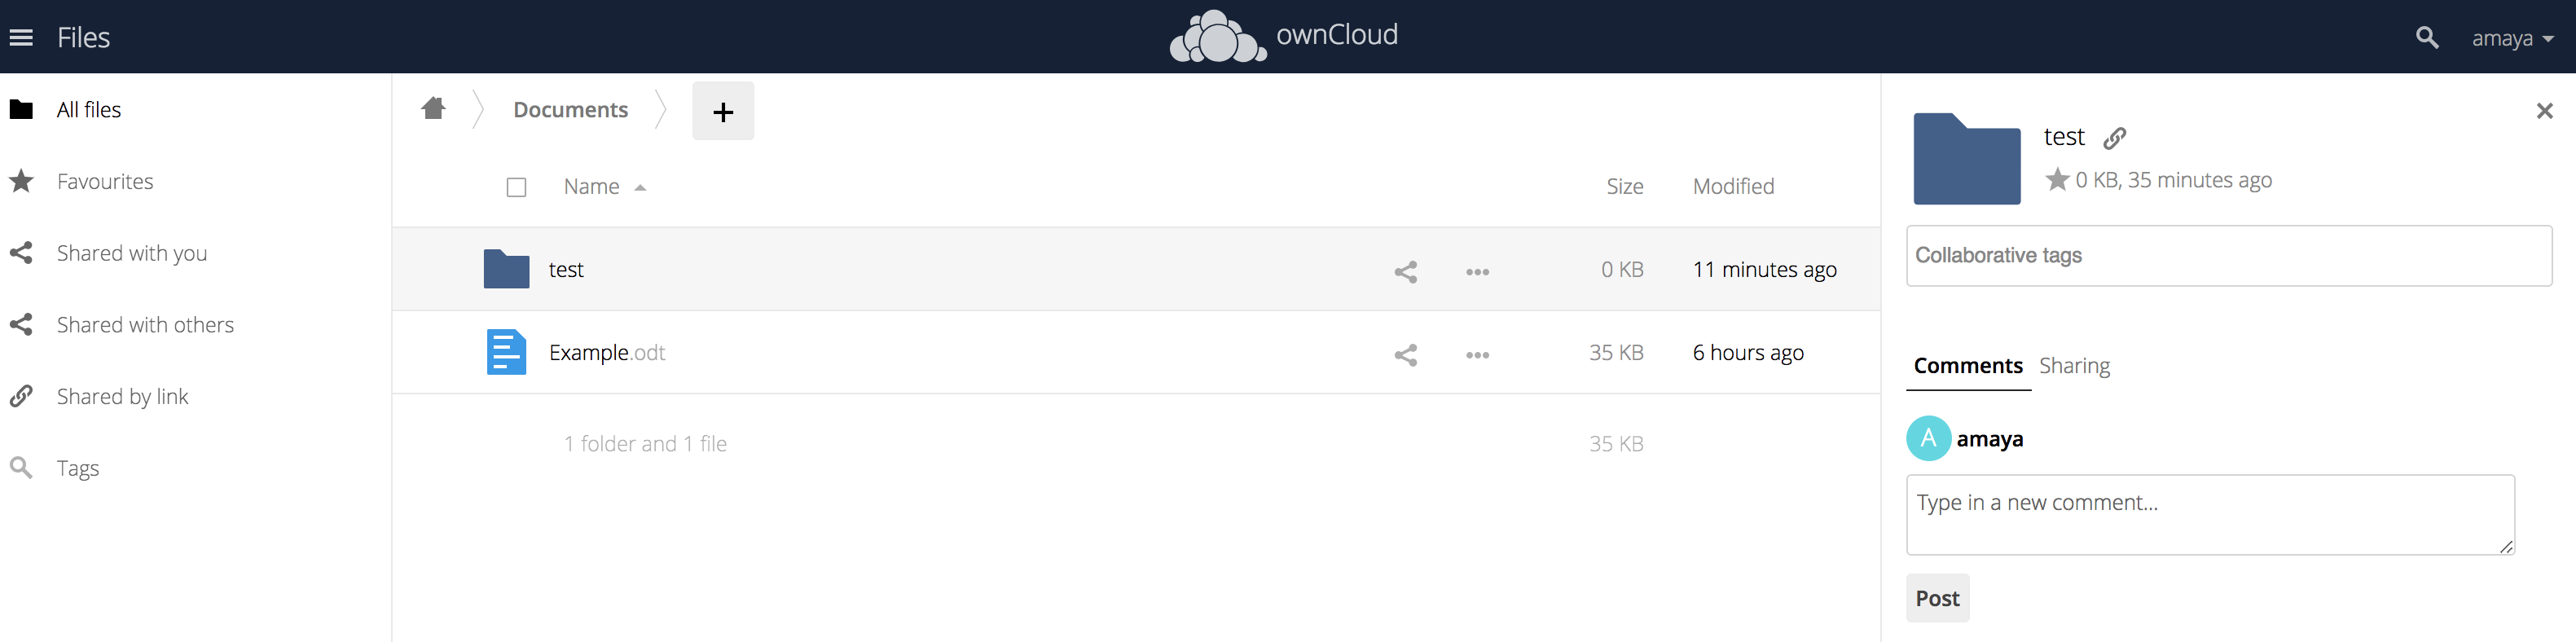 Files
ownCloud
amaya
All files
Favourites
Shared with you
Shared with others
Shared by link
Tags
Documents
+
Name Size Modified
test 0 KB 11 minutes ago
Example.odt 35 KB 6 hours ago
1 folder and 1 file 35 KB
test
0 KB, 35 minutes ago
Collaborative tags
Comments Sharing
A amaya
Type in a new comment...
Post